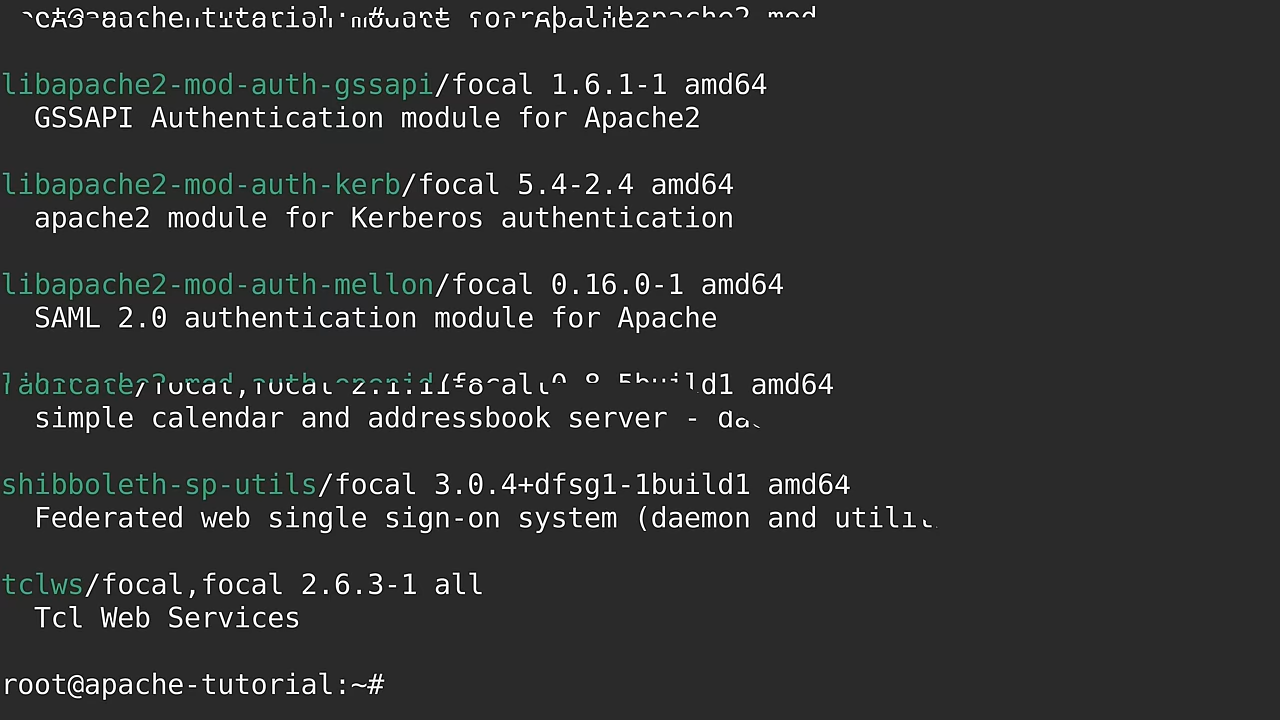 libapache2-mod-auth-gssapi/focal 1.6.1-1 amd64
GSSAPI Authentication module for Apache2
libapache2-mod-auth-kerb/focal 5.4-2.4 amd64
apache2 module for Kerberos authentication
libapache2-mod-auth-mellon/focal 0.16.0-1 amd64
SAML 2.0 authentication module for Apache
amd64
simple calendar and addressbook server -
shibboleth-sp-utils/focal 3.0.4+dfsg1-1build1 amd64
Federated web single sign-on system (daemon and
tclws/focal,focal 2.6.3-1 all
Tcl Web Services
root@apache-tutorial:~#